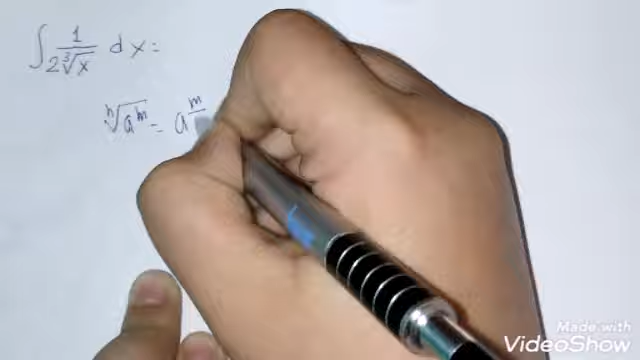 ∫ 1/(2∛x) dx =
ⁿ√(aᵐ) = a^(m/
Made with
VideoShow